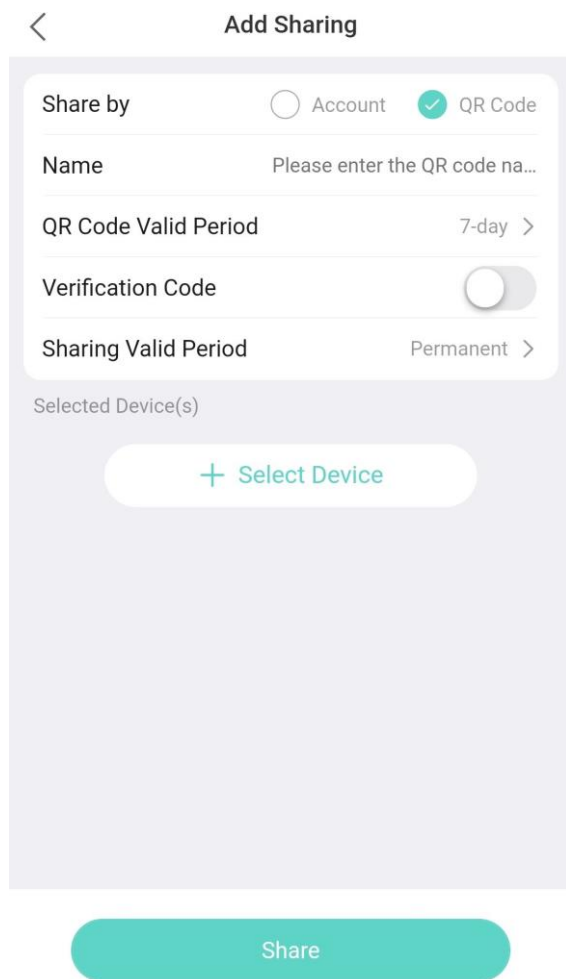 Add Sharing
Share by Account QR Code
Name Please enter the QR code na...
QR Code Valid Period 7-day
Verification Code
Sharing Valid Period Permanent
Selected Device(s)
+ Select Device
Share